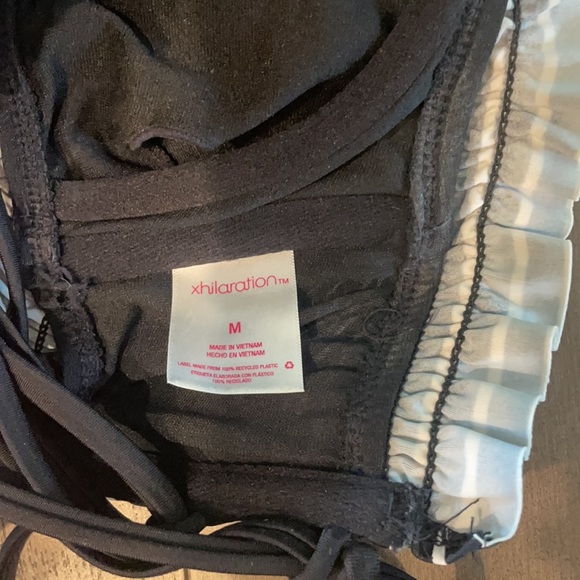 xhilaration™
M
MADE IN VIETNAM
HECHO EN VIETNAM
LABEL MADE FROM 100% RECYCLED PLASTIC
ETIQUETA ELABORADA CON PLÁSTICO
100% RECICLADO